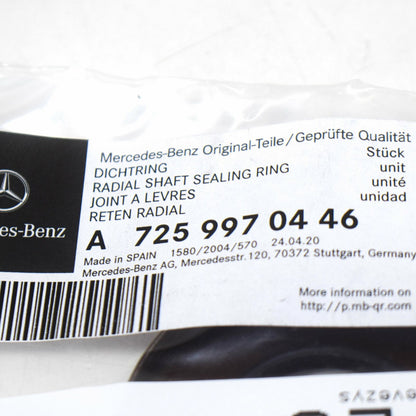 Mercedes-Benz Original-Teile/Geprüfte Qualität
DICHTRING Stück
RADIAL SHAFT SEALING RING unit
JOINT A LEVRES unité
RETEN RADIAL unidad
des-Benz
A 725 997 04 46
Made in SPAIN 1580/2004/570 24.04.20
Mercedes-Benz AG, Mercedesstr.120, 70372 Stuttgart, Germany
More information on
http://p.mb-qr.com